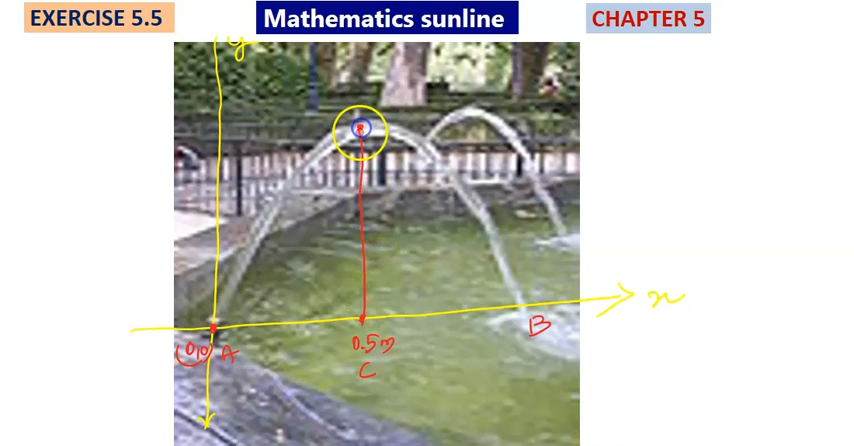 EXERCISE 5.5
Mathematics sunline
CHAPTER 5
y
x
(0,0) A
0.5m
C
B